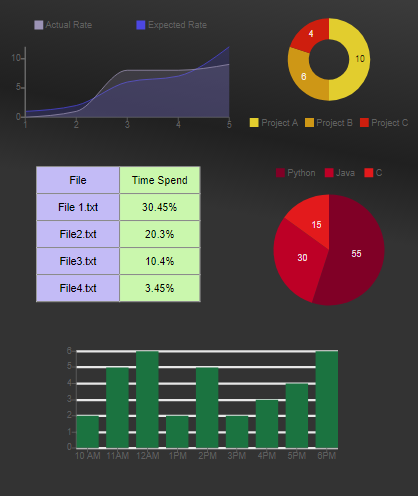 Actual Rate Expected Rate
10
5
0
1 2 3 4 5
4
10
6
Project A Project B Project C
File Time Spend
File 1.txt 30.45%
File2.txt 20.3%
File3.txt 10.4%
File4.txt 3.45%
Python Java C
15
55
30
6
5
4
3
2
1
0
10 AM 11AM 12AM 1PM 2PM 3PM 4PM 5PM 6PM